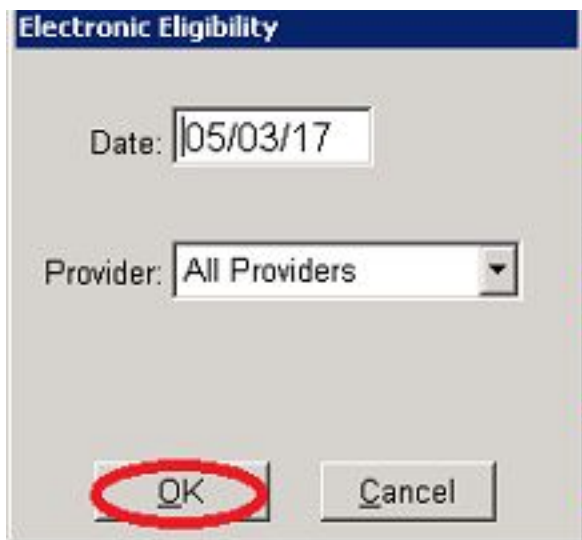 Electronic Eligibility
Date: 05/03/17
Provider: All Providers
OK Cancel